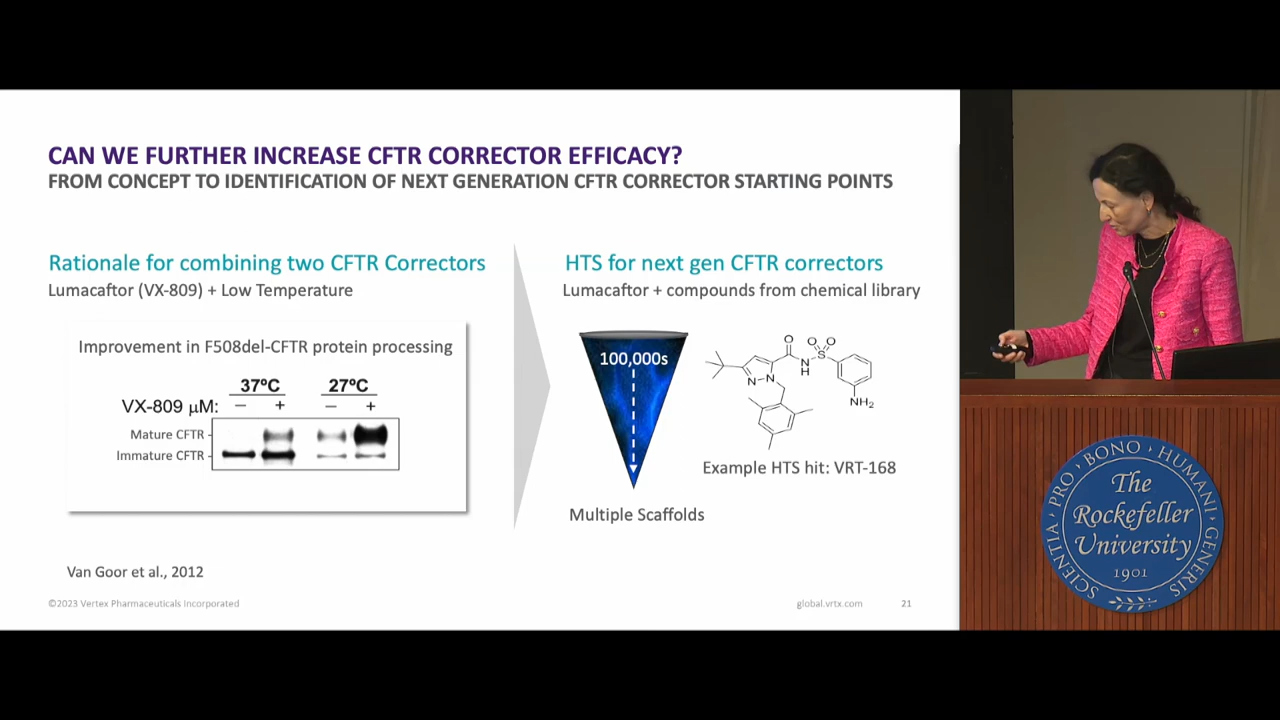 CAN WE FURTHER INCREASE CFTR CORRECTOR EFFICACY?
FROM CONCEPT TO IDENTIFICATION OF NEXT GENERATION CFTR CORRECTOR STARTING POINTS
Rationale for combining two CFTR Correctors
Lumacaftor (VX-809) + Low Temperature
Improvement in F508del-CFTR protein processing
37ºC 27ºC
VX-809 µM: – + – +
Mature CFTR
Immature CFTR
Van Goor et al., 2012
©2023 Vertex Pharmaceuticals Incorporated
HTS for next gen CFTR correctors
Lumacaftor + compounds from chemical library
100,000s
Multiple Scaffolds
O
O O
S
N
H
N
N
NH2
Example HTS hit: VRT-168
global.vrtx.com 21
PRO · BONO · HUMANI · GENERIS · SCIENTIA ·
The
Rockefeller
University
1901